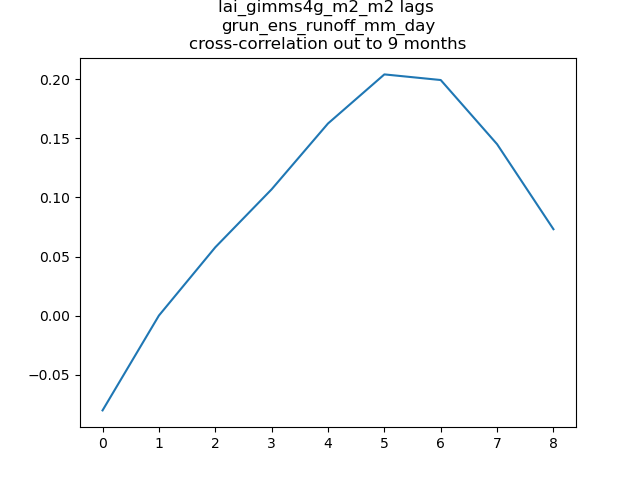 lai_gimms4g_m2_m2 lags
grun_ens_runoff_mm_day
cross-correlation out to 9 months
0.20
0.15
0.10
0.05
0.00
−0.05
0 1 2 3 4 5 6 7 8